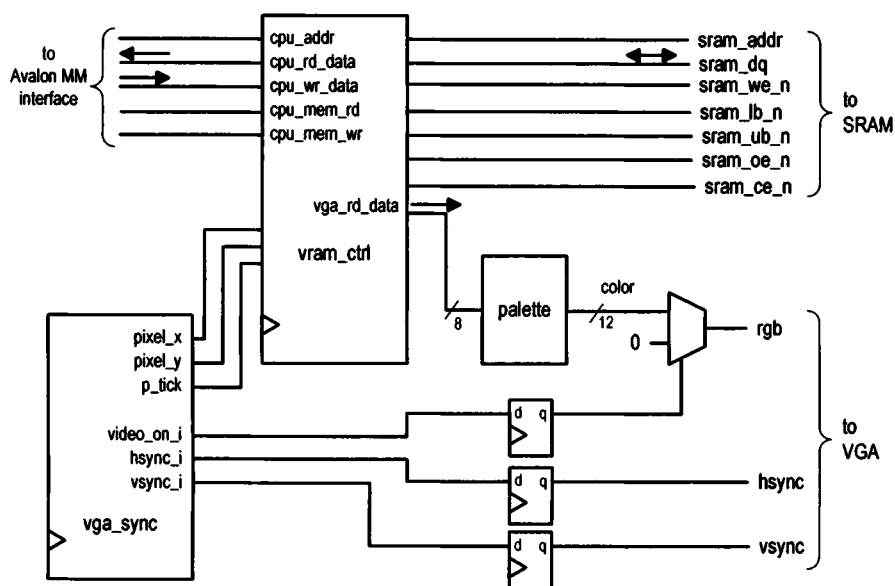 to
Avalon MM
interface
cpu_addr
cpu_rd_data
cpu_wr_data
cpu_mem_rd
cpu_mem_wr
vga_rd_data
vram_ctrl
sram_addr
sram_dq
sram_we_n
sram_lb_n
sram_ub_n
sram_oe_n
sram_ce_n
to
SRAM
pixel_x
pixel_y
p_tick
video_on_i
hsync_i
vsync_i
vga_sync
8
palette
color
12
0
rgb
d q
d q
hsync
d q
vsync
to
VGA